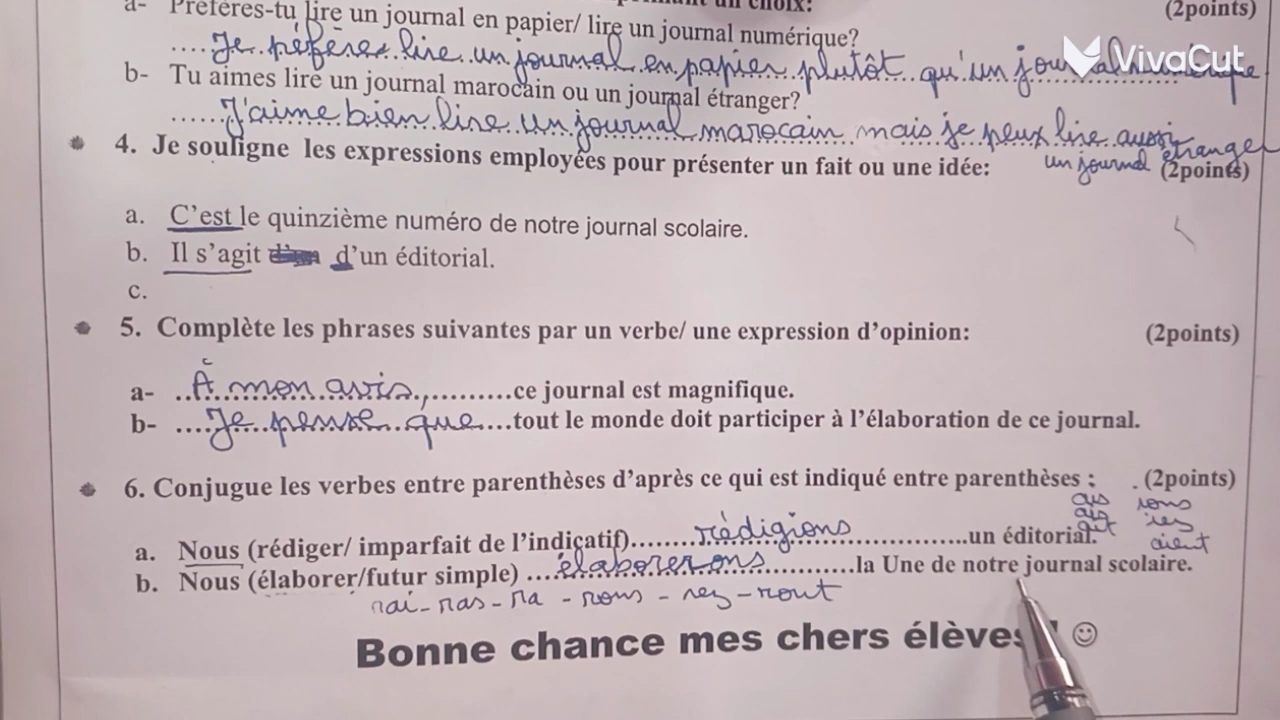 a- Préfères-tu lire un journal en papier/ lire un journal numérique? (2points)
....Je péfères lire un journal en papier plutôt qu'un journal numérique
VivaCut
b- Tu aimes lire un journal marocain ou un journal étranger?
......J'aime bien lire un journal marocain mais je peux lire aussi
un journal étranger
4. Je souligne les expressions employées pour présenter un fait ou une idée: (2points)
a. C'est le quinzième numéro de notre journal scolaire.
b. Il s'agit d'un éditorial.
c.
5. Complète les phrases suivantes par un verbe/ une expression d'opinion: (2points)
a- ..À mon avis,.........ce journal est magnifique.
b- ....Je pense que....tout le monde doit participer à l'élaboration de ce journal.
6. Conjugue les verbes entre parenthèses d'après ce qui est indiqué entre parenthèses : (2points)
ais ions
ais iez
ait aient
a. Nous (rédiger/ imparfait de l'indicatif).......rédigions..............un éditorial.
b. Nous (élaborer/futur simple) ....élaborerons............la Une de notre journal scolaire.
rai - ras - ra - rons - rez - ront
Bonne chance mes chers élèves